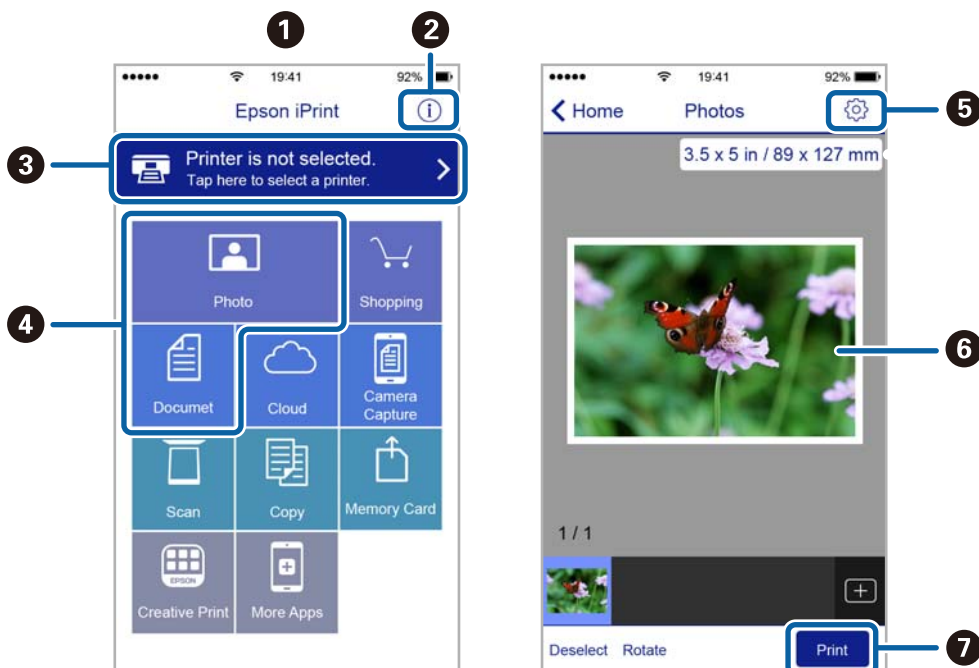 1
2
19:41
92%
Epson iPrint
3
Printer is not selected.
Tap here to select a printer.
4
Photo
Shopping
Documet
Cloud
Camera
Capture
Scan
Copy
Memory Card
EPSON
Creative Print
More Apps
19:41
92%
Home
Photos
5
3.5 x 5 in / 89 x 127 mm
6
1 / 1
Deselect
Rotate
Print
7